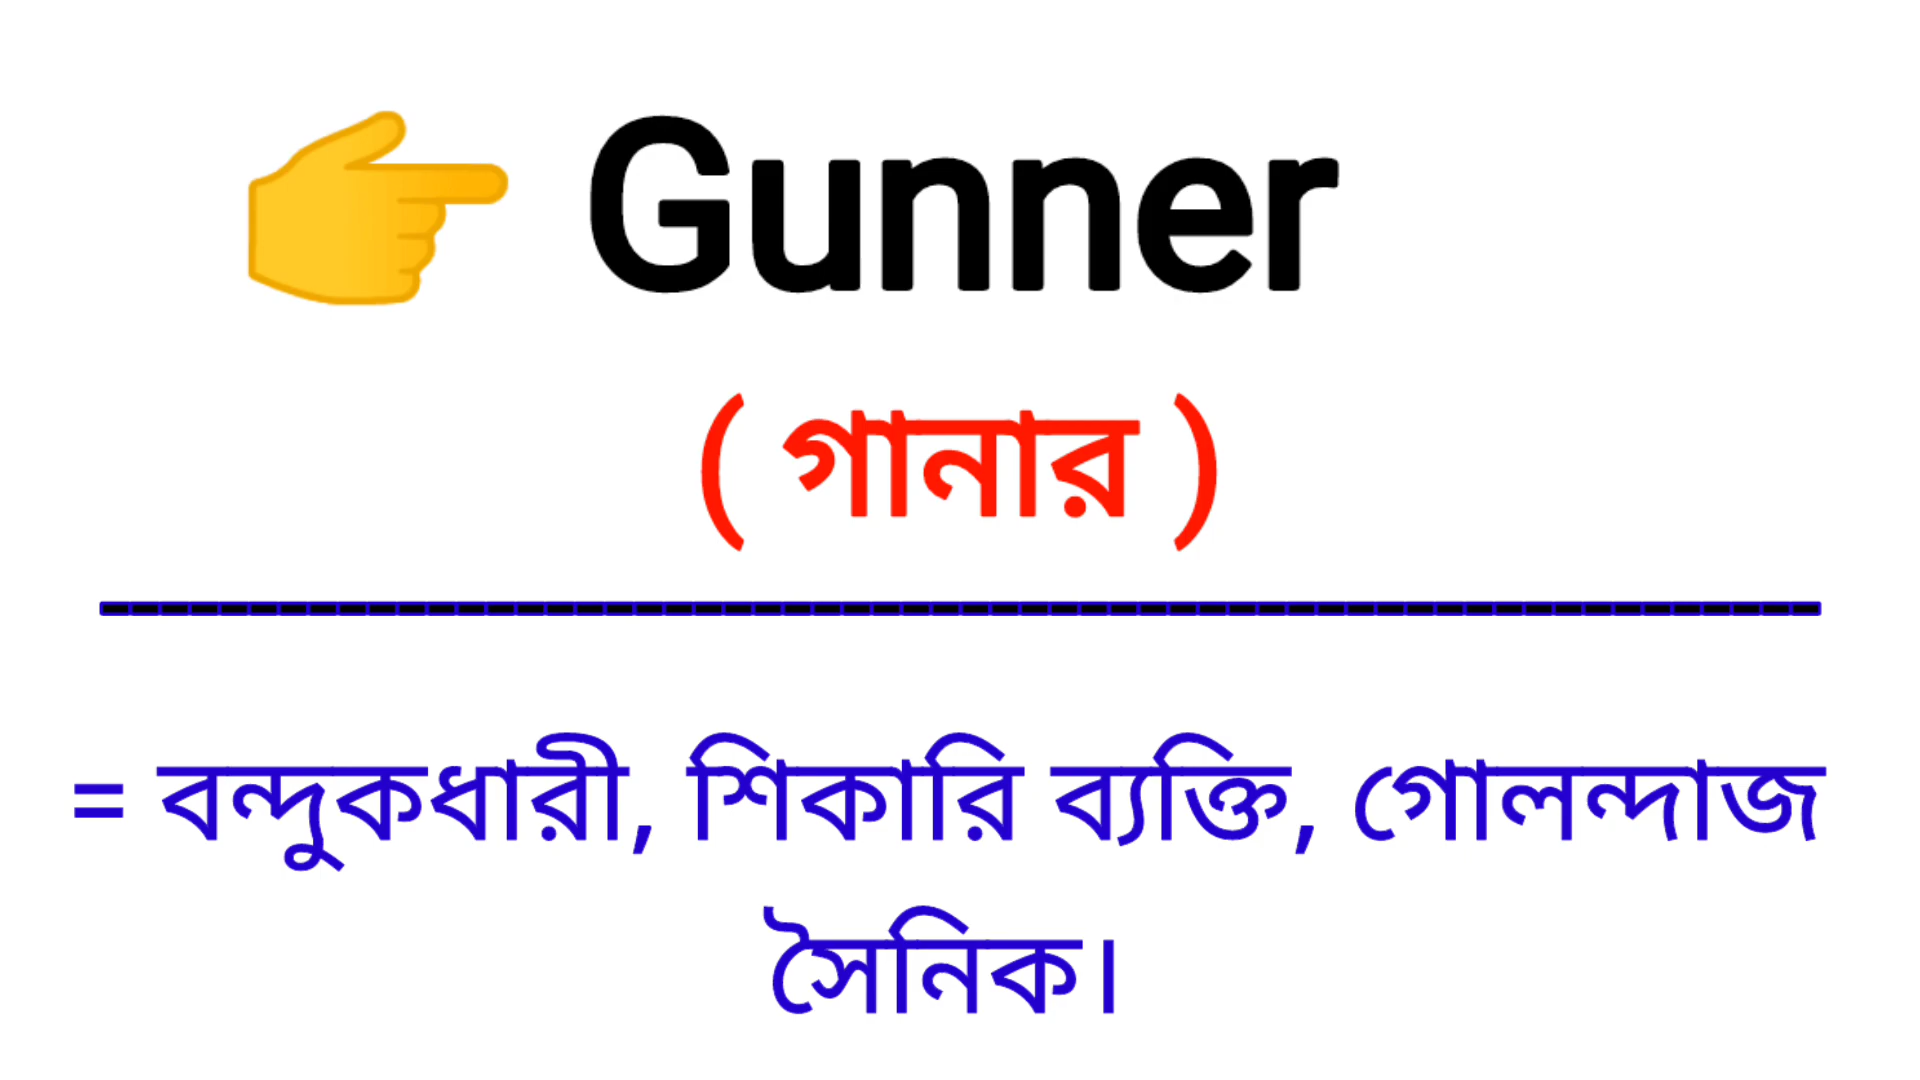 👉 Gunner
( গানার )
= বন্দুকধারী, শিকারি ব্যক্তি, গোলন্দাজ
সৈনিক।